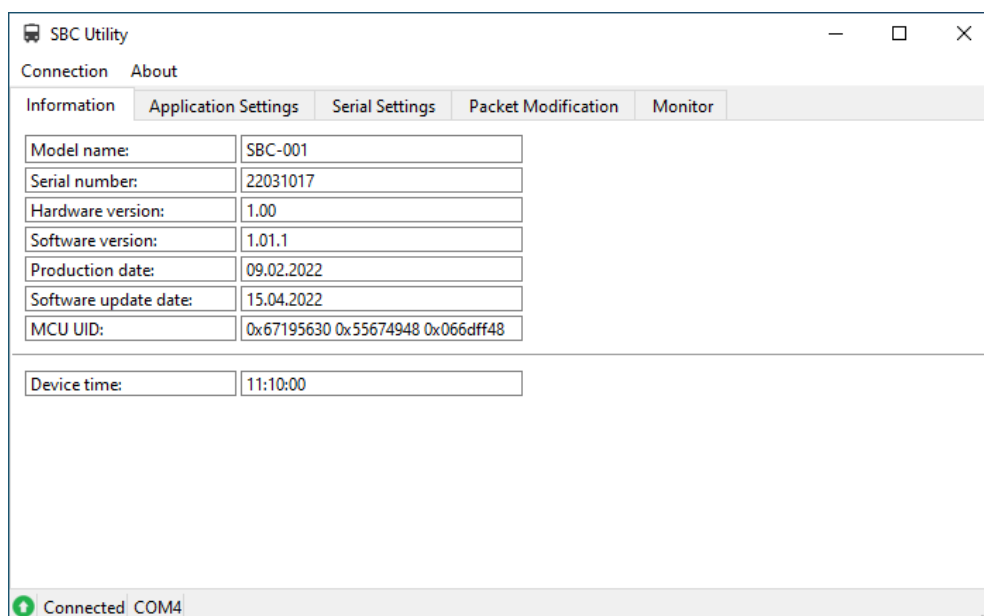 SBC Utility
Connection About
Information Application Settings Serial Settings Packet Modification Monitor
Model name: SBC-001
Serial number: 22031017
Hardware version: 1.00
Software version: 1.01.1
Production date: 09.02.2022
Software update date: 15.04.2022
MCU UID: 0x67195630 0x55674948 0x066dff48
Device time: 11:10:00
Connected COM4